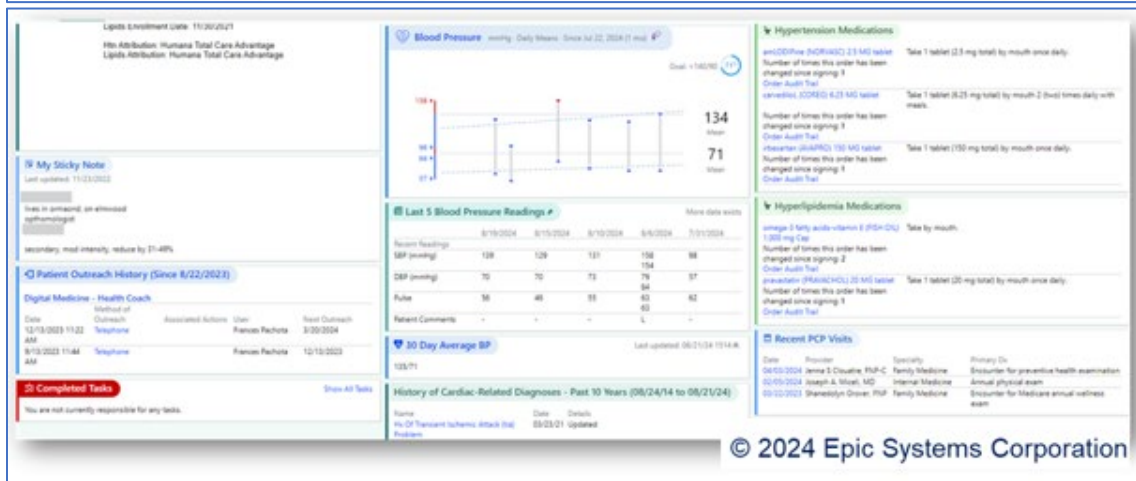 Lipids Enrollment Date: 11/30/2021
Htn Attribution: Humana Total Care Advantage
Lipids Attribution: Humana Total Care Advantage
My Sticky Note
Last updated: 11/23/2022
lives in ormaond, on elmwood
opthomologist
secondary, mod intensity, reduce by 21-49%
Patient Outreach History (Since 8/22/2023)
Digital Medicine - Health Coach
Date Method of Outreach Associated Actions User Next Outreach
12/13/2023 11:22 AM Telephone Frances Pachota 3/20/2024
9/13/2023 11:44 AM Telephone Frances Pachota 12/13/2023
Completed Tasks Show All Tasks
You are not currently responsible for any tasks.
Blood Pressure mmHg · Daily Means · Since Jul 22, 2024 (1 mo)
134
Mean
71
Mean
Last 5 Blood Pressure Readings More data exists
8/19/2024 8/15/2024 8/10/2024 8/6/2024 7/31/2024
Recent Readings
SBP (mmHg) 139 129 131 158 98
154
DBP (mmHg) 70 70 73 79 57
84
Pulse 56 46 55 63 62
63
Patient Comments - - - L -
30 Day Average BP Last updated: 08/21/24 1514
135/71
History of Cardiac-Related Diagnoses - Past 10 Years (08/24/14 to 08/21/24)
Name Date Details
Hx Of Transient Ischemic Attack (tia) 03/23/21 Updated
Problem
Hypertension Medications
amLODIPine (NORVASC) 2.5 MG tablet Take 1 tablet (2.5 mg total) by mouth once daily.
Number of times this order has been
changed since signing: 1
Order Audit Trail
carvediloL (COREG) 6.25 MG tablet Take 1 tablet (6.25 mg total) by mouth 2 (two) times daily with
meals.
Number of times this order has been
changed since signing: 1
Order Audit Trail
irbesartan (AVAPRO) 150 MG tablet Take 1 tablet (150 mg total) by mouth once daily.
Number of times this order has been
changed since signing: 1
Order Audit Trail
Hyperlipidemia Medications
omega-3 fatty acids-vitamin E (FISH OIL) Take by mouth.
1,000 mg Cap
Number of times this order has been
changed since signing: 2
Order Audit Trail
pravastatin (PRAVACHOL) 20 MG tablet Take 1 tablet (20 mg total) by mouth once daily.
Number of times this order has been
changed since signing: 1
Order Audit Trail
Recent PCP Visits
Date Provider Specialty Primary Dx
04/03/2024 Jenna S Clouatre, FNP-C Family Medicine Encounter for preventive health examination
02/05/2024 Joseph A. Miceli, MD Internal Medicine Annual physical exam
03/22/2023 Shanedolyn Grover, FNP Family Medicine Encounter for Medicare annual wellness
exam
© 2024 Epic Systems Corporation